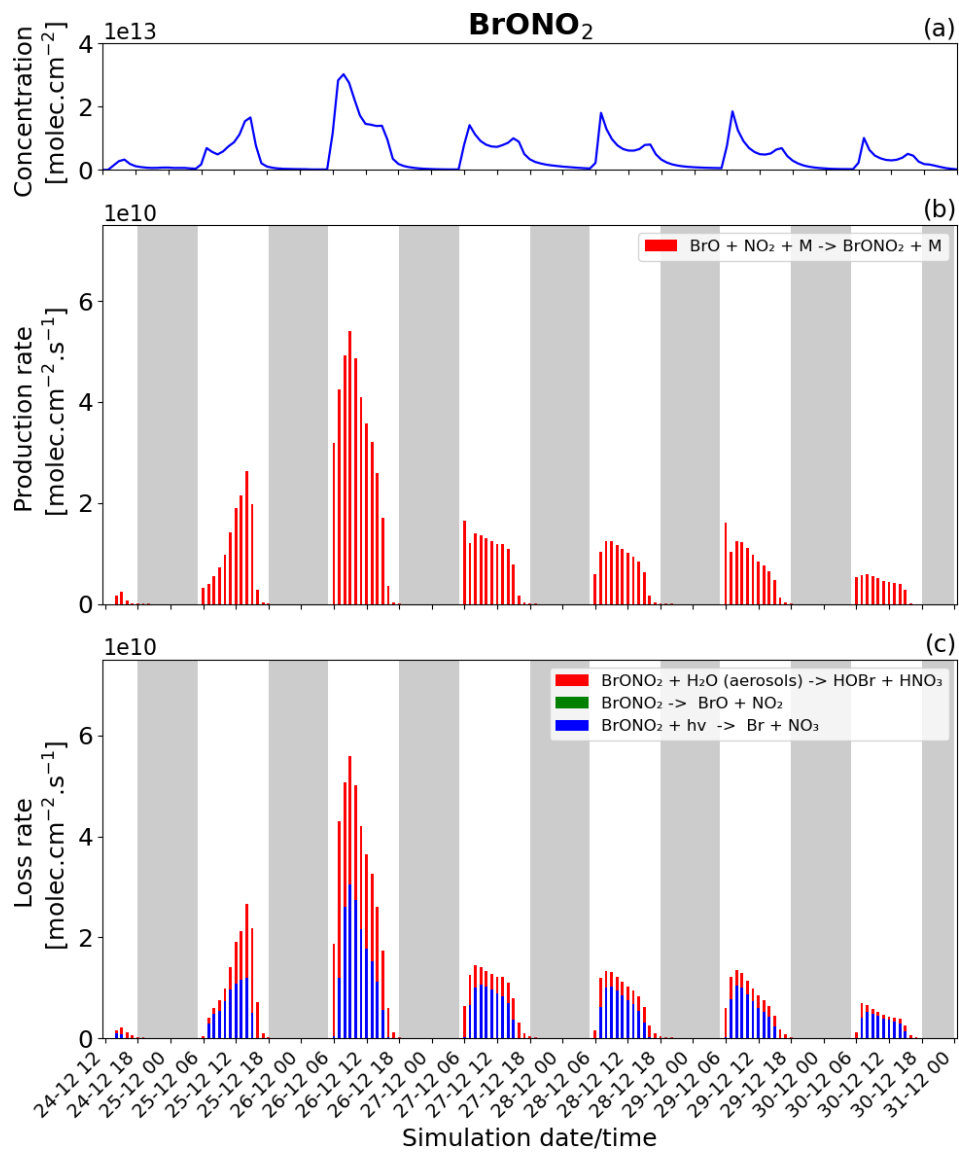 BrONO₂
(a)
1e13
Concentration
[molec.cm⁻²]
4
2
0
(b)
1e10
BrO + NO₂ + M -> BrONO₂ + M
Production rate
[molec.cm⁻².s⁻¹]
6
4
2
0
(c)
1e10
BrONO₂ + H₂O (aerosols) -> HOBr + HNO₃
BrONO₂ -> BrO + NO₂
BrONO₂ + hv -> Br + NO₃
Loss rate
[molec.cm⁻².s⁻¹]
6
4
2
0
24-12 12
24-12 18
25-12 00
25-12 06
25-12 12
25-12 18
26-12 00
26-12 06
26-12 12
26-12 18
27-12 00
27-12 06
27-12 12
27-12 18
28-12 00
28-12 06
28-12 12
28-12 18
29-12 00
29-12 06
29-12 12
29-12 18
30-12 00
30-12 06
30-12 12
30-12 18
31-12 00
Simulation date/time